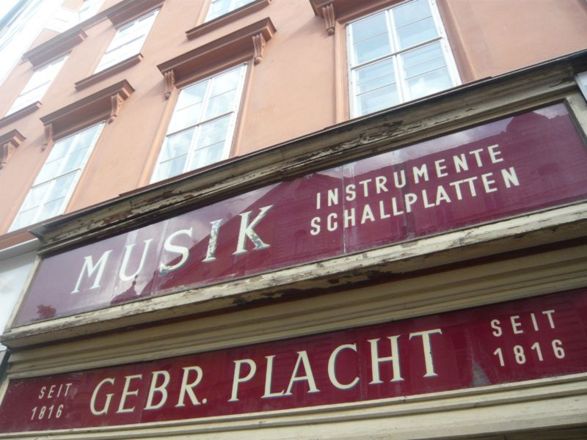 MUSIK
INSTRUMENTE
SCHALLPLATTEN
SEIT
1816
GEBR. PLACHT
SEIT
1816